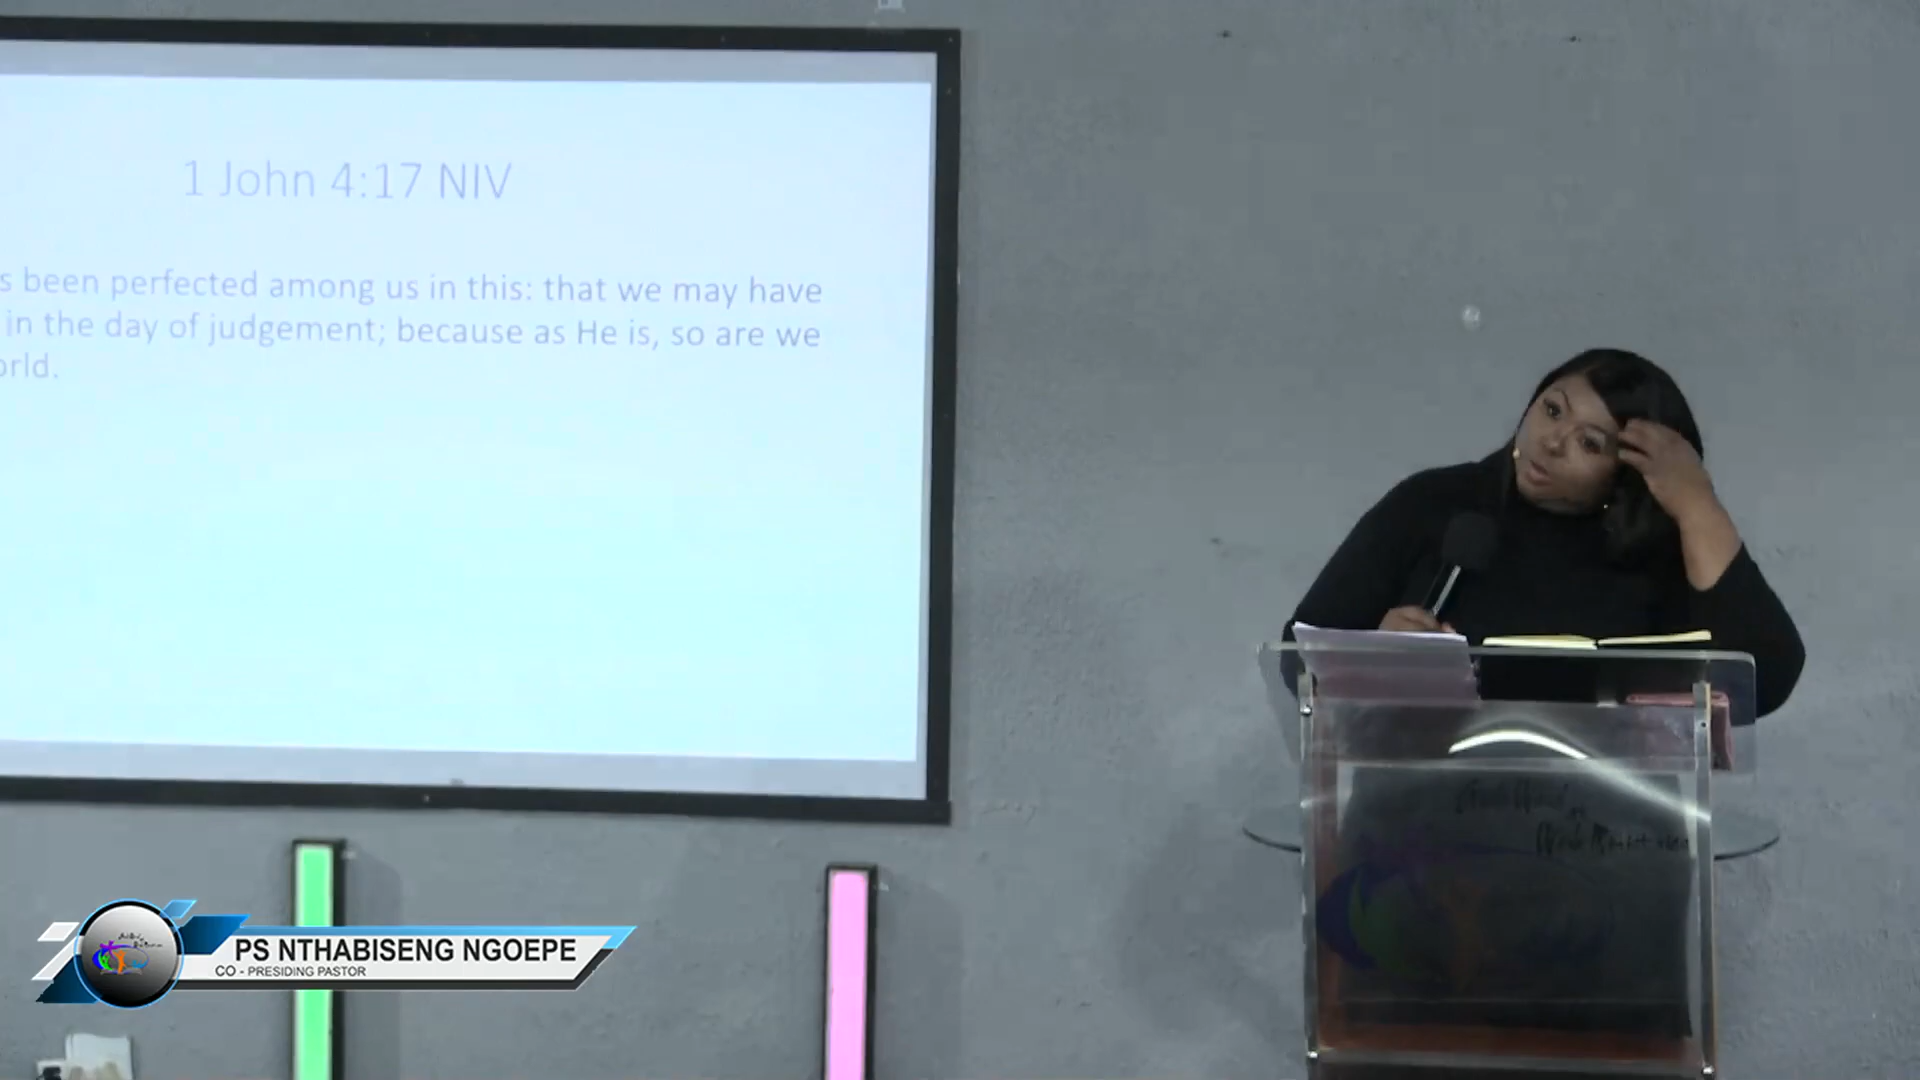 1 John 4:17 NIV
s been perfected among us in this: that we may have
in the day of judgement; because as He is, so are we
orld.
PS NTHABISENG NGOEPE
CO - PRESIDING PASTOR